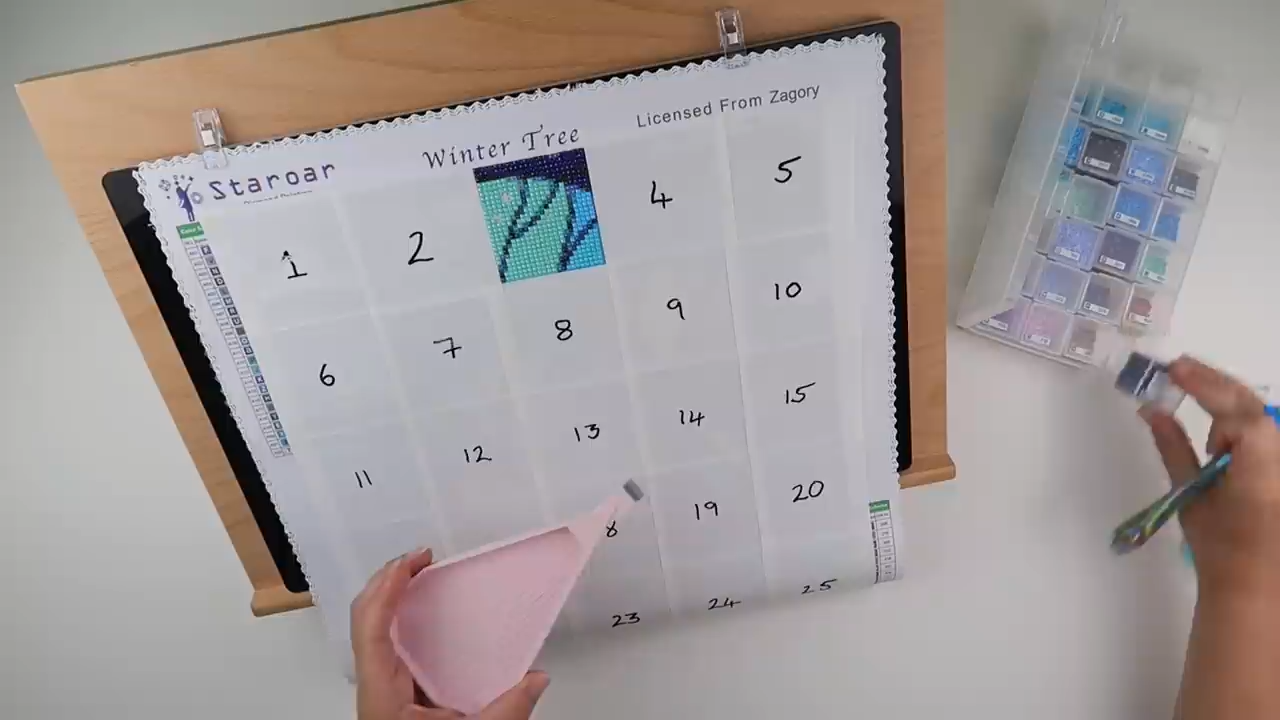 Staroar
Winter Tree
Licensed From Zagory
1 2 4 5
6 7 8 9 10
11 12 13 14 15
8 19 20
23 24 25